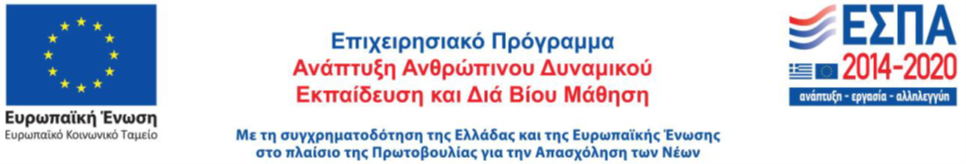 Ευρωπαϊκή Ένωση
Ευρωπαϊκό Κοινωνικό Ταμείο
Επιχειρησιακό Πρόγραμμα
Ανάπτυξη Ανθρώπινου Δυναμικού
Εκπαίδευση και Διά Βίου Μάθηση
Με τη συγχρηματοδότηση της Ελλάδας και της Ευρωπαϊκής Ένωσης
στο πλαίσιο της Πρωτοβουλίας για την Απασχόληση των Νέων
ΕΣΠΑ
2014-2020
ανάπτυξη - εργασία - αλληλεγγύη